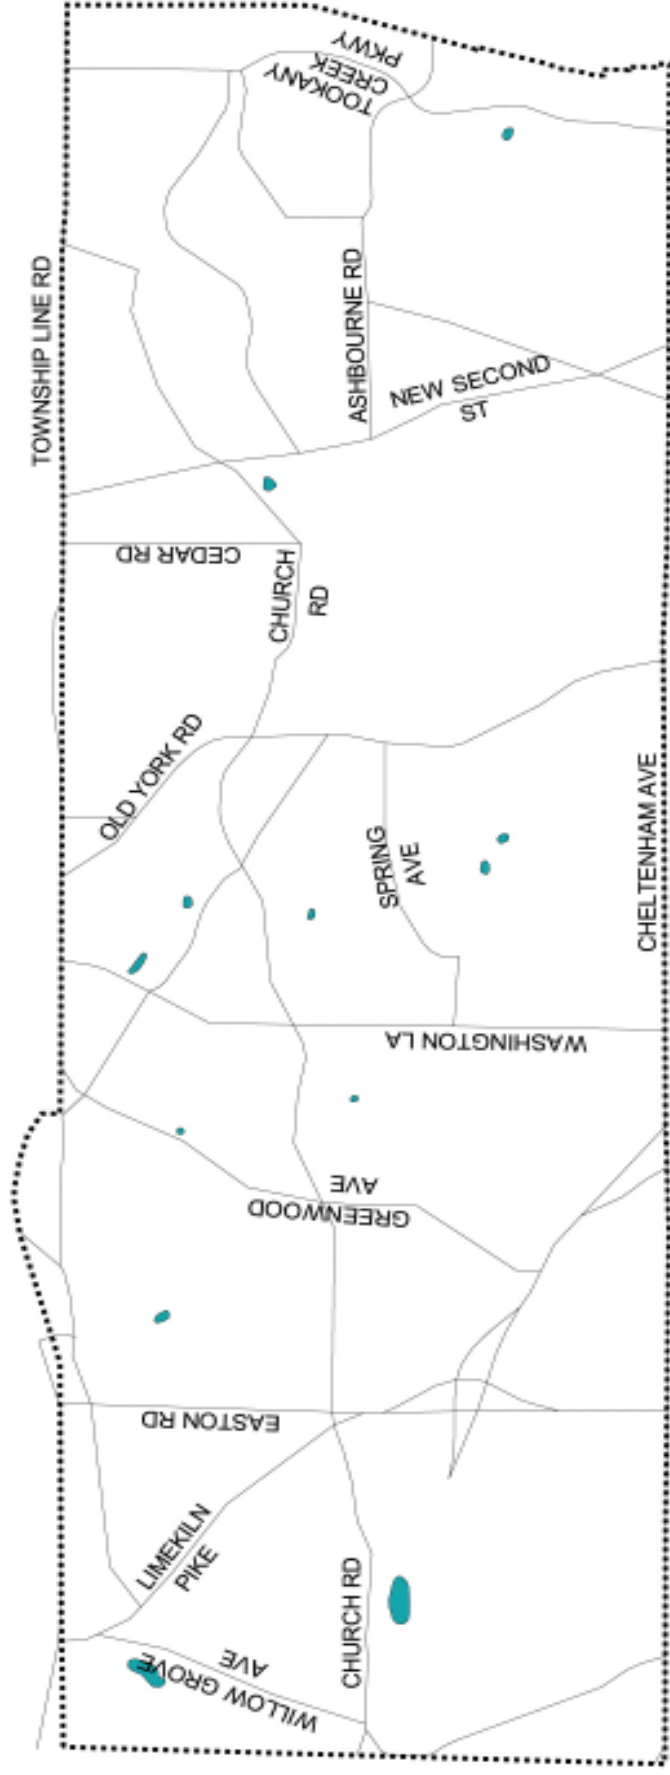 TOOKANY
CREEK
PKWY
TOWNSHIP LINE RD
ASHBOURNE RD
NEW SECOND
ST
CEDAR RD
CHURCH
RD
OLD YORK RD
SPRING
AVE
CHELTENHAM AVE
WASHINGTON LA
GREENWOOD
AVE
EASTON RD
LIMEKILN
PIKE
CHURCH RD
WILLOW GROVE
AVE